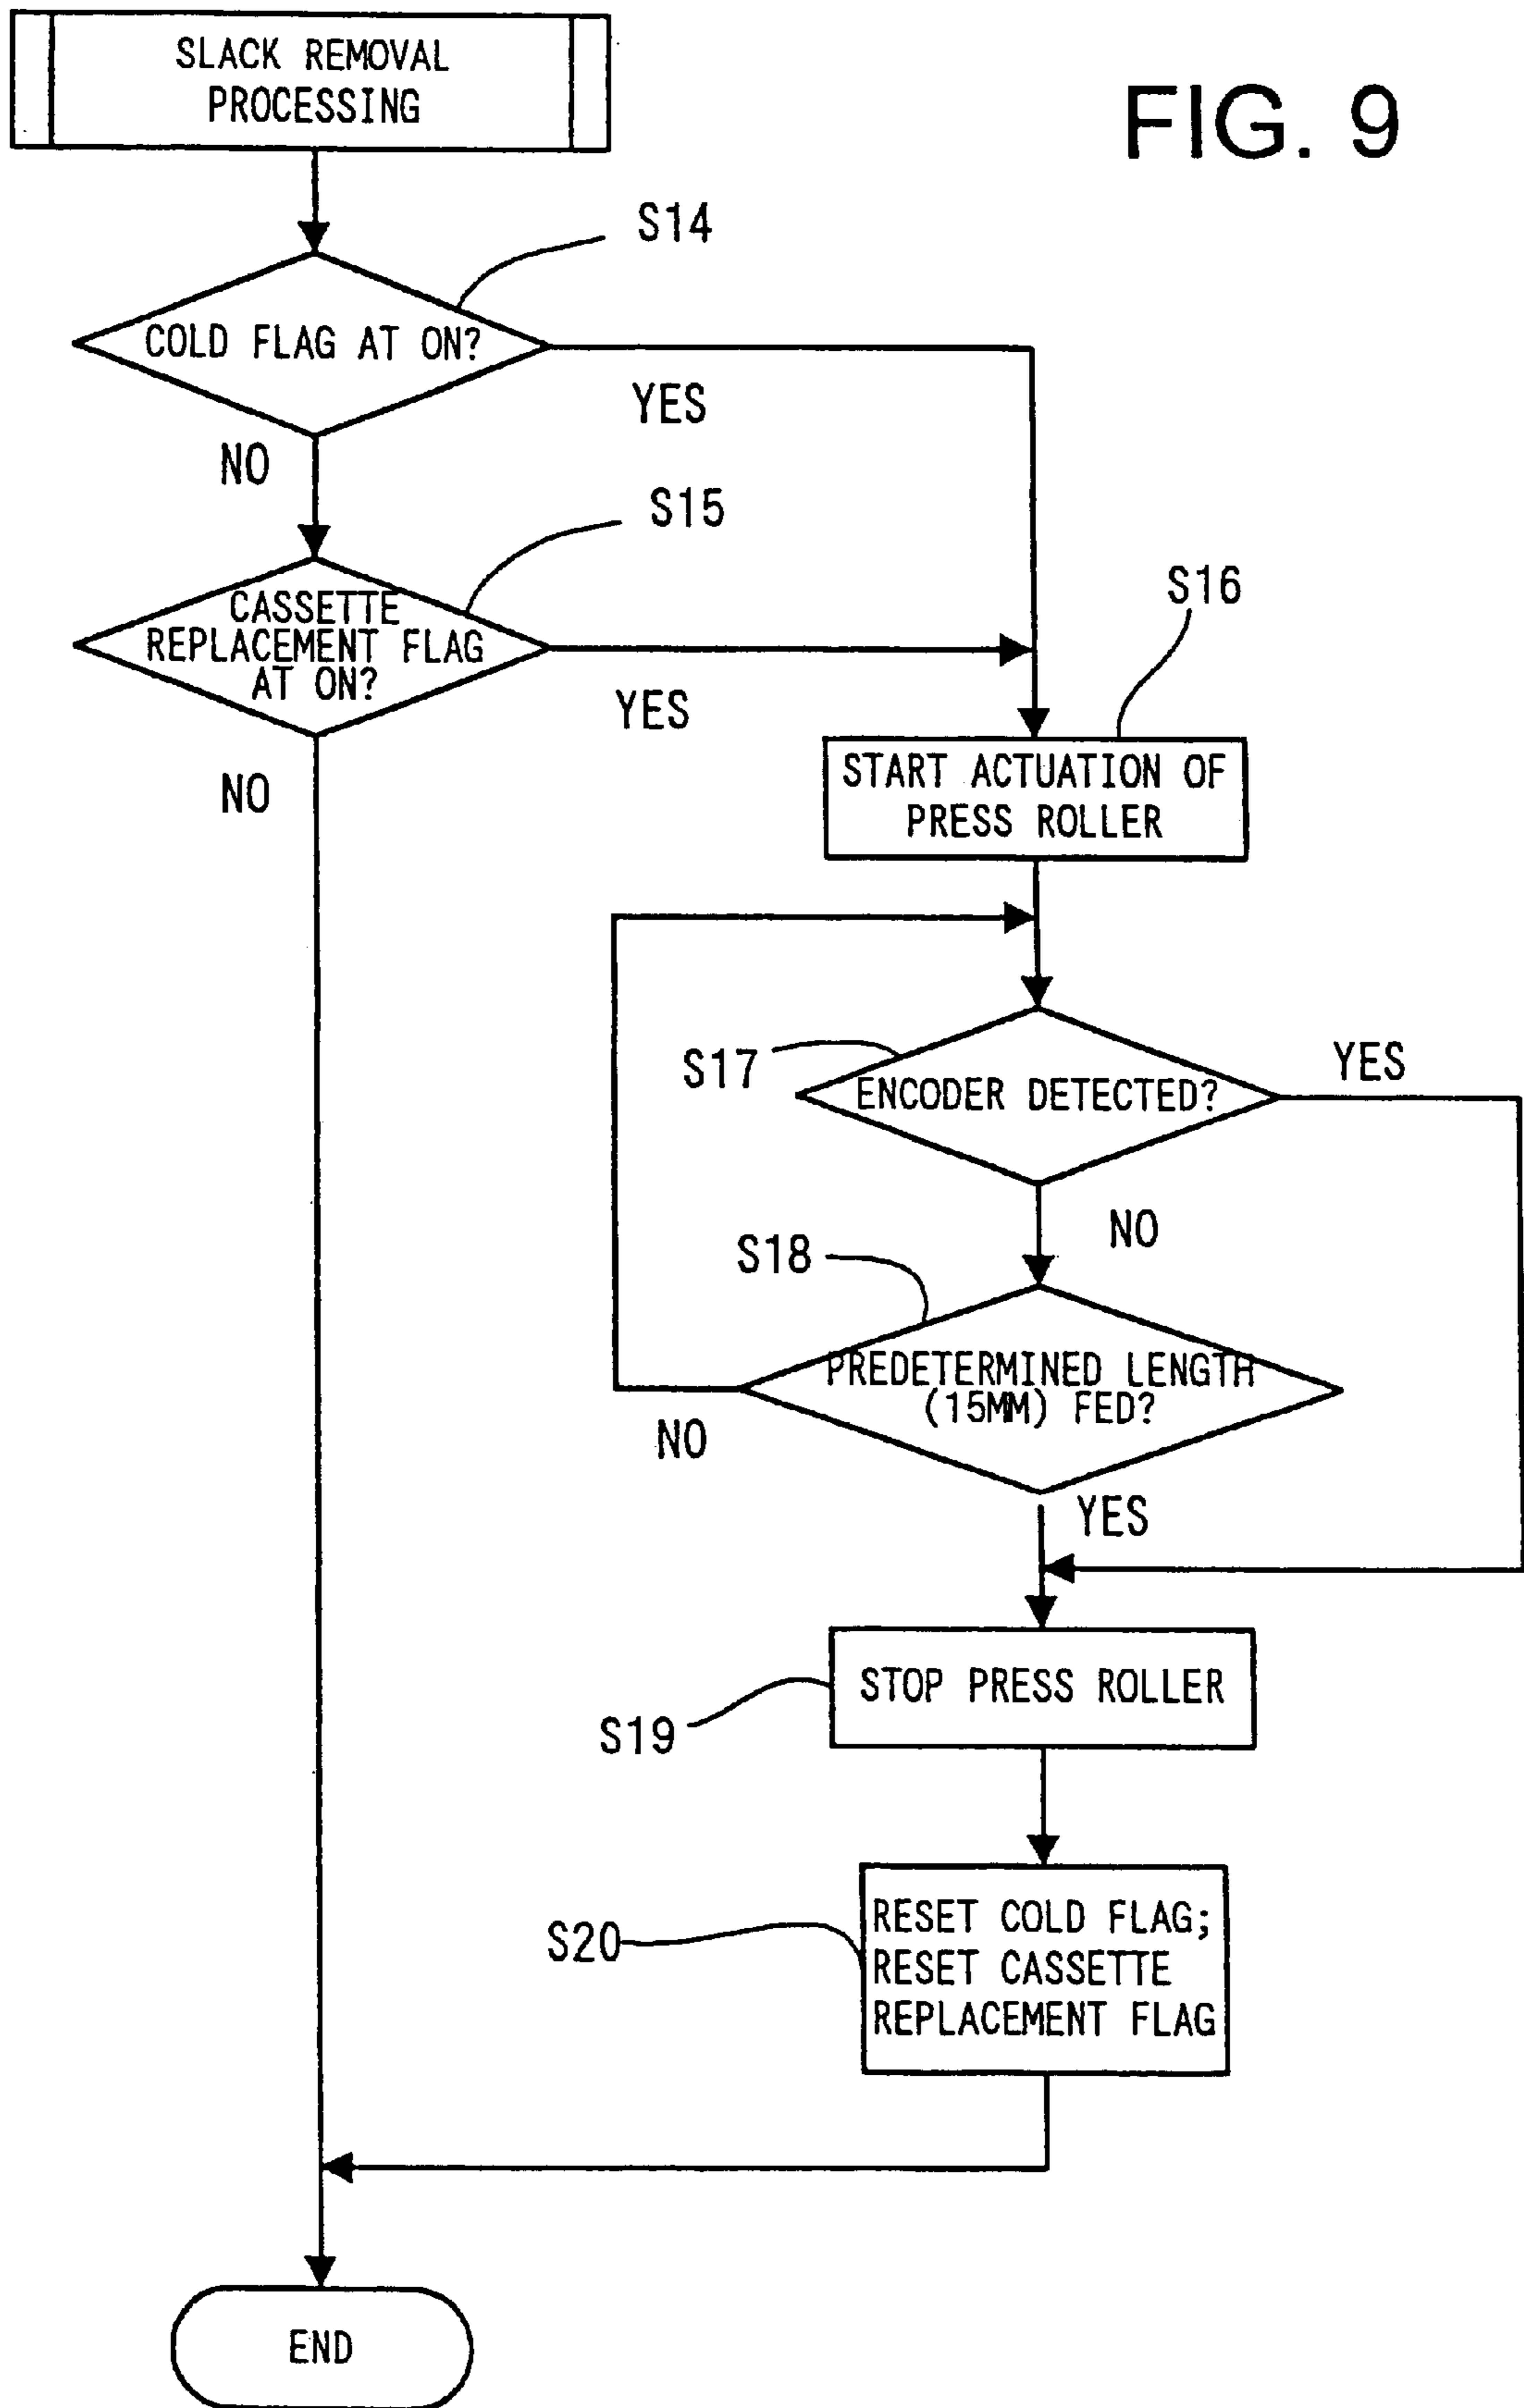 SLACK REMOVAL
PROCESSING
FIG. 9
S14
COLD FLAG AT ON?
YES
NO
S15
CASSETTE
REPLACEMENT FLAG
AT ON?
YES
NO
S16
START ACTUATION OF
PRESS ROLLER
S17
ENCODER DETECTED?
YES
NO
S18
PREDETERMINED LENGTH
(15MM) FED?
NO
YES
STOP PRESS ROLLER
S19
RESET COLD FLAG;
RESET CASSETTE
REPLACEMENT FLAG
S20
END